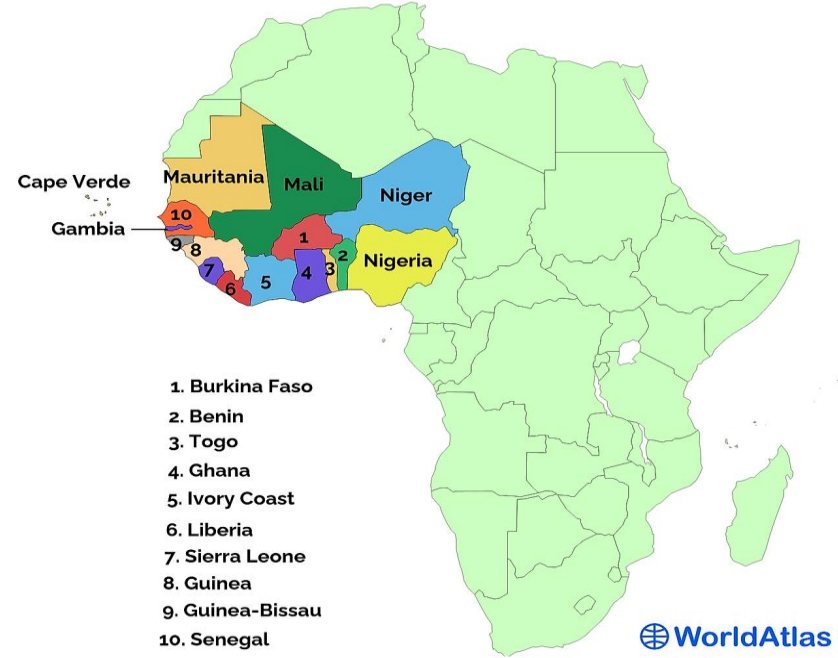 Mauritania
Mali
Niger
Cape Verde
10
Gambia
9
8
1
2
Nigeria
7
3
4
5
6
1. Burkina Faso
2. Benin
3. Togo
4. Ghana
5. Ivory Coast
6. Liberia
7. Sierra Leone
8. Guinea
9. Guinea-Bissau
10. Senegal
WorldAtlas